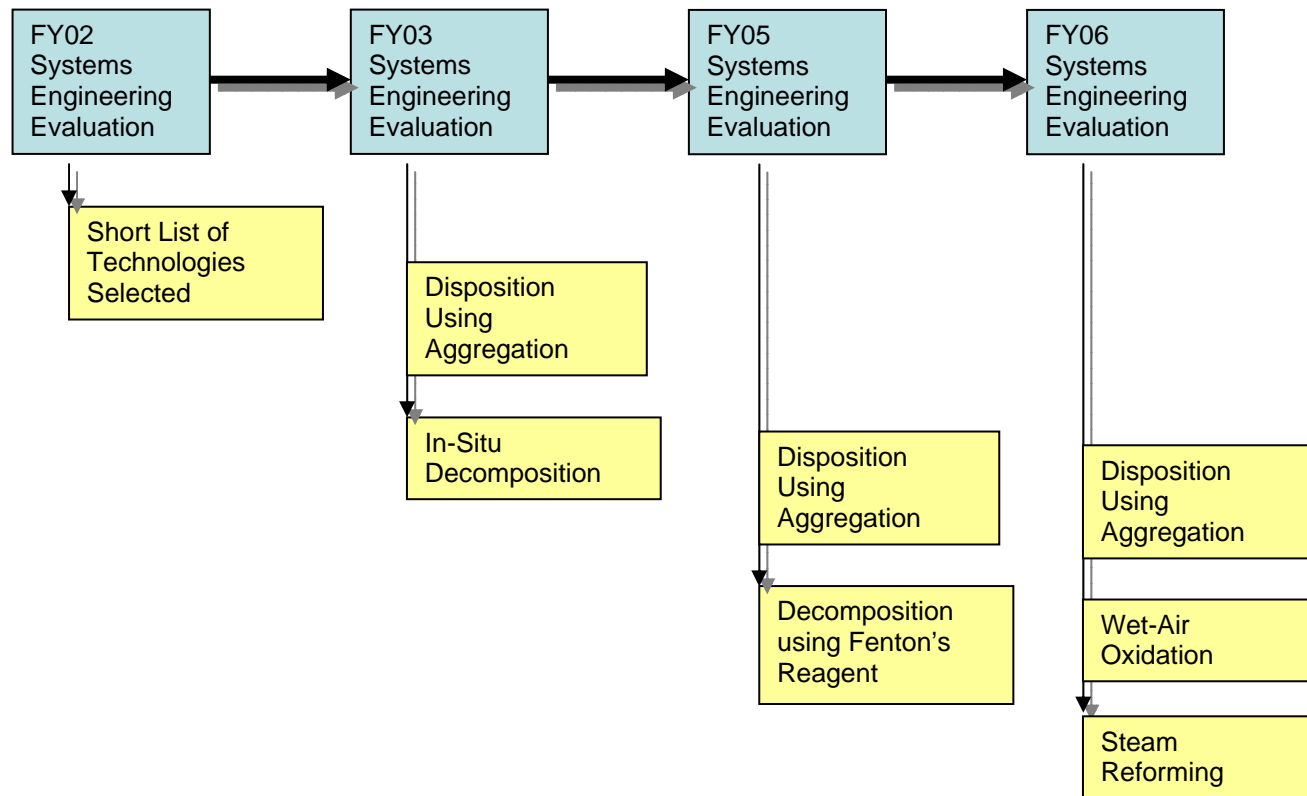 FY02
Systems
Engineering
Evaluation
FY03
Systems
Engineering
Evaluation
FY05
Systems
Engineering
Evaluation
FY06
Systems
Engineering
Evaluation
Short List of
Technologies
Selected
Disposition
Using
Aggregation
In-Situ
Decomposition
Disposition
Using
Aggregation
Decomposition
using Fenton’s
Reagent
Disposition
Using
Aggregation
Wet-Air
Oxidation
Steam
Reforming